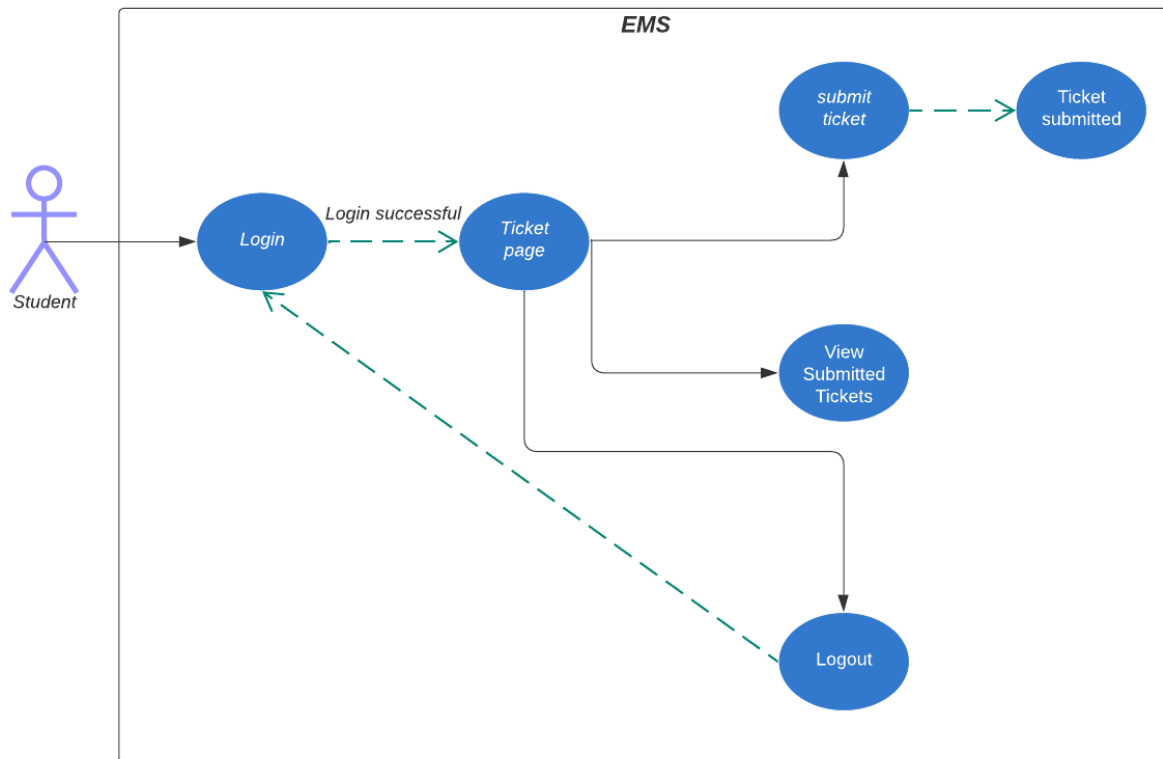 EMS
submit
ticket
Ticket
submitted
Login successful
Login
Ticket
page
Student
View
Submitted
Tickets
Logout